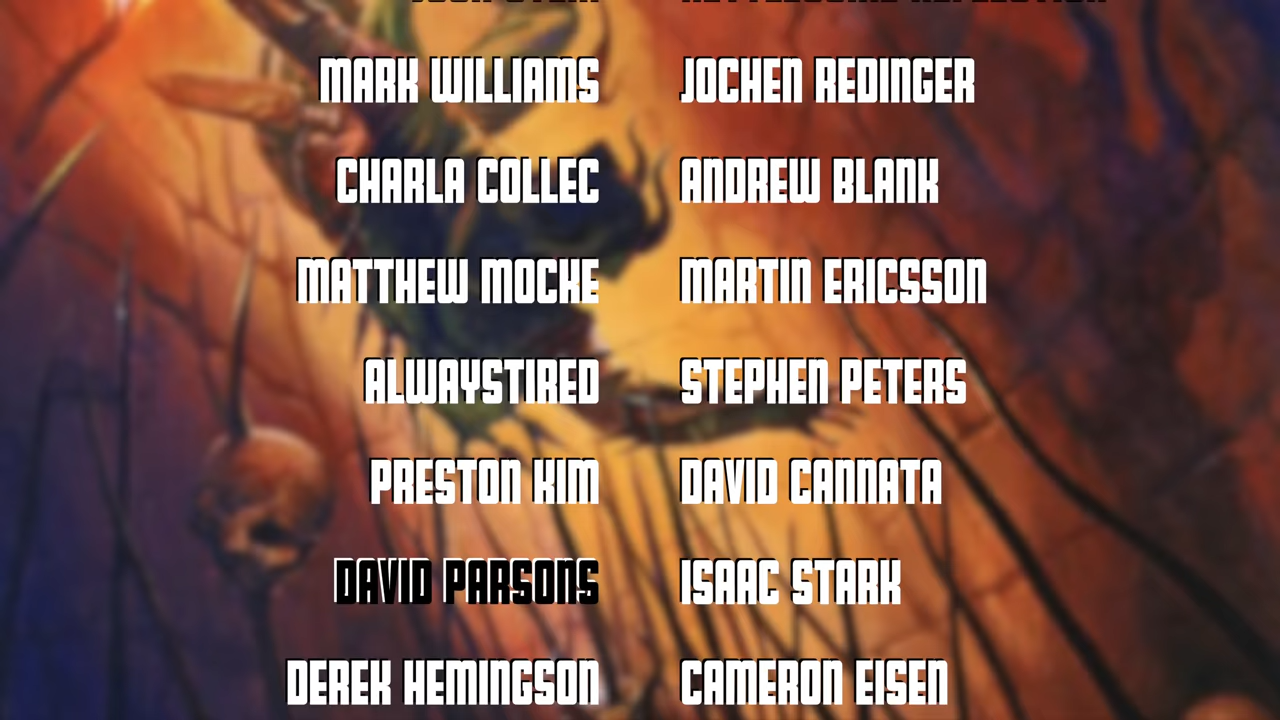 MARK WILLIAMS JOCHEN REDINGER
CHARLA COLLEC ANDREW BLANK
MATTHEW MOCKE MARTIN ERICSSON
ALWAYSTIRED STEPHEN PETERS
PRESTON KIM DAVID CANNATA
DAVID PARSONS ISAAC STARK
DEREK HEMINGSON CAMERON EISEN